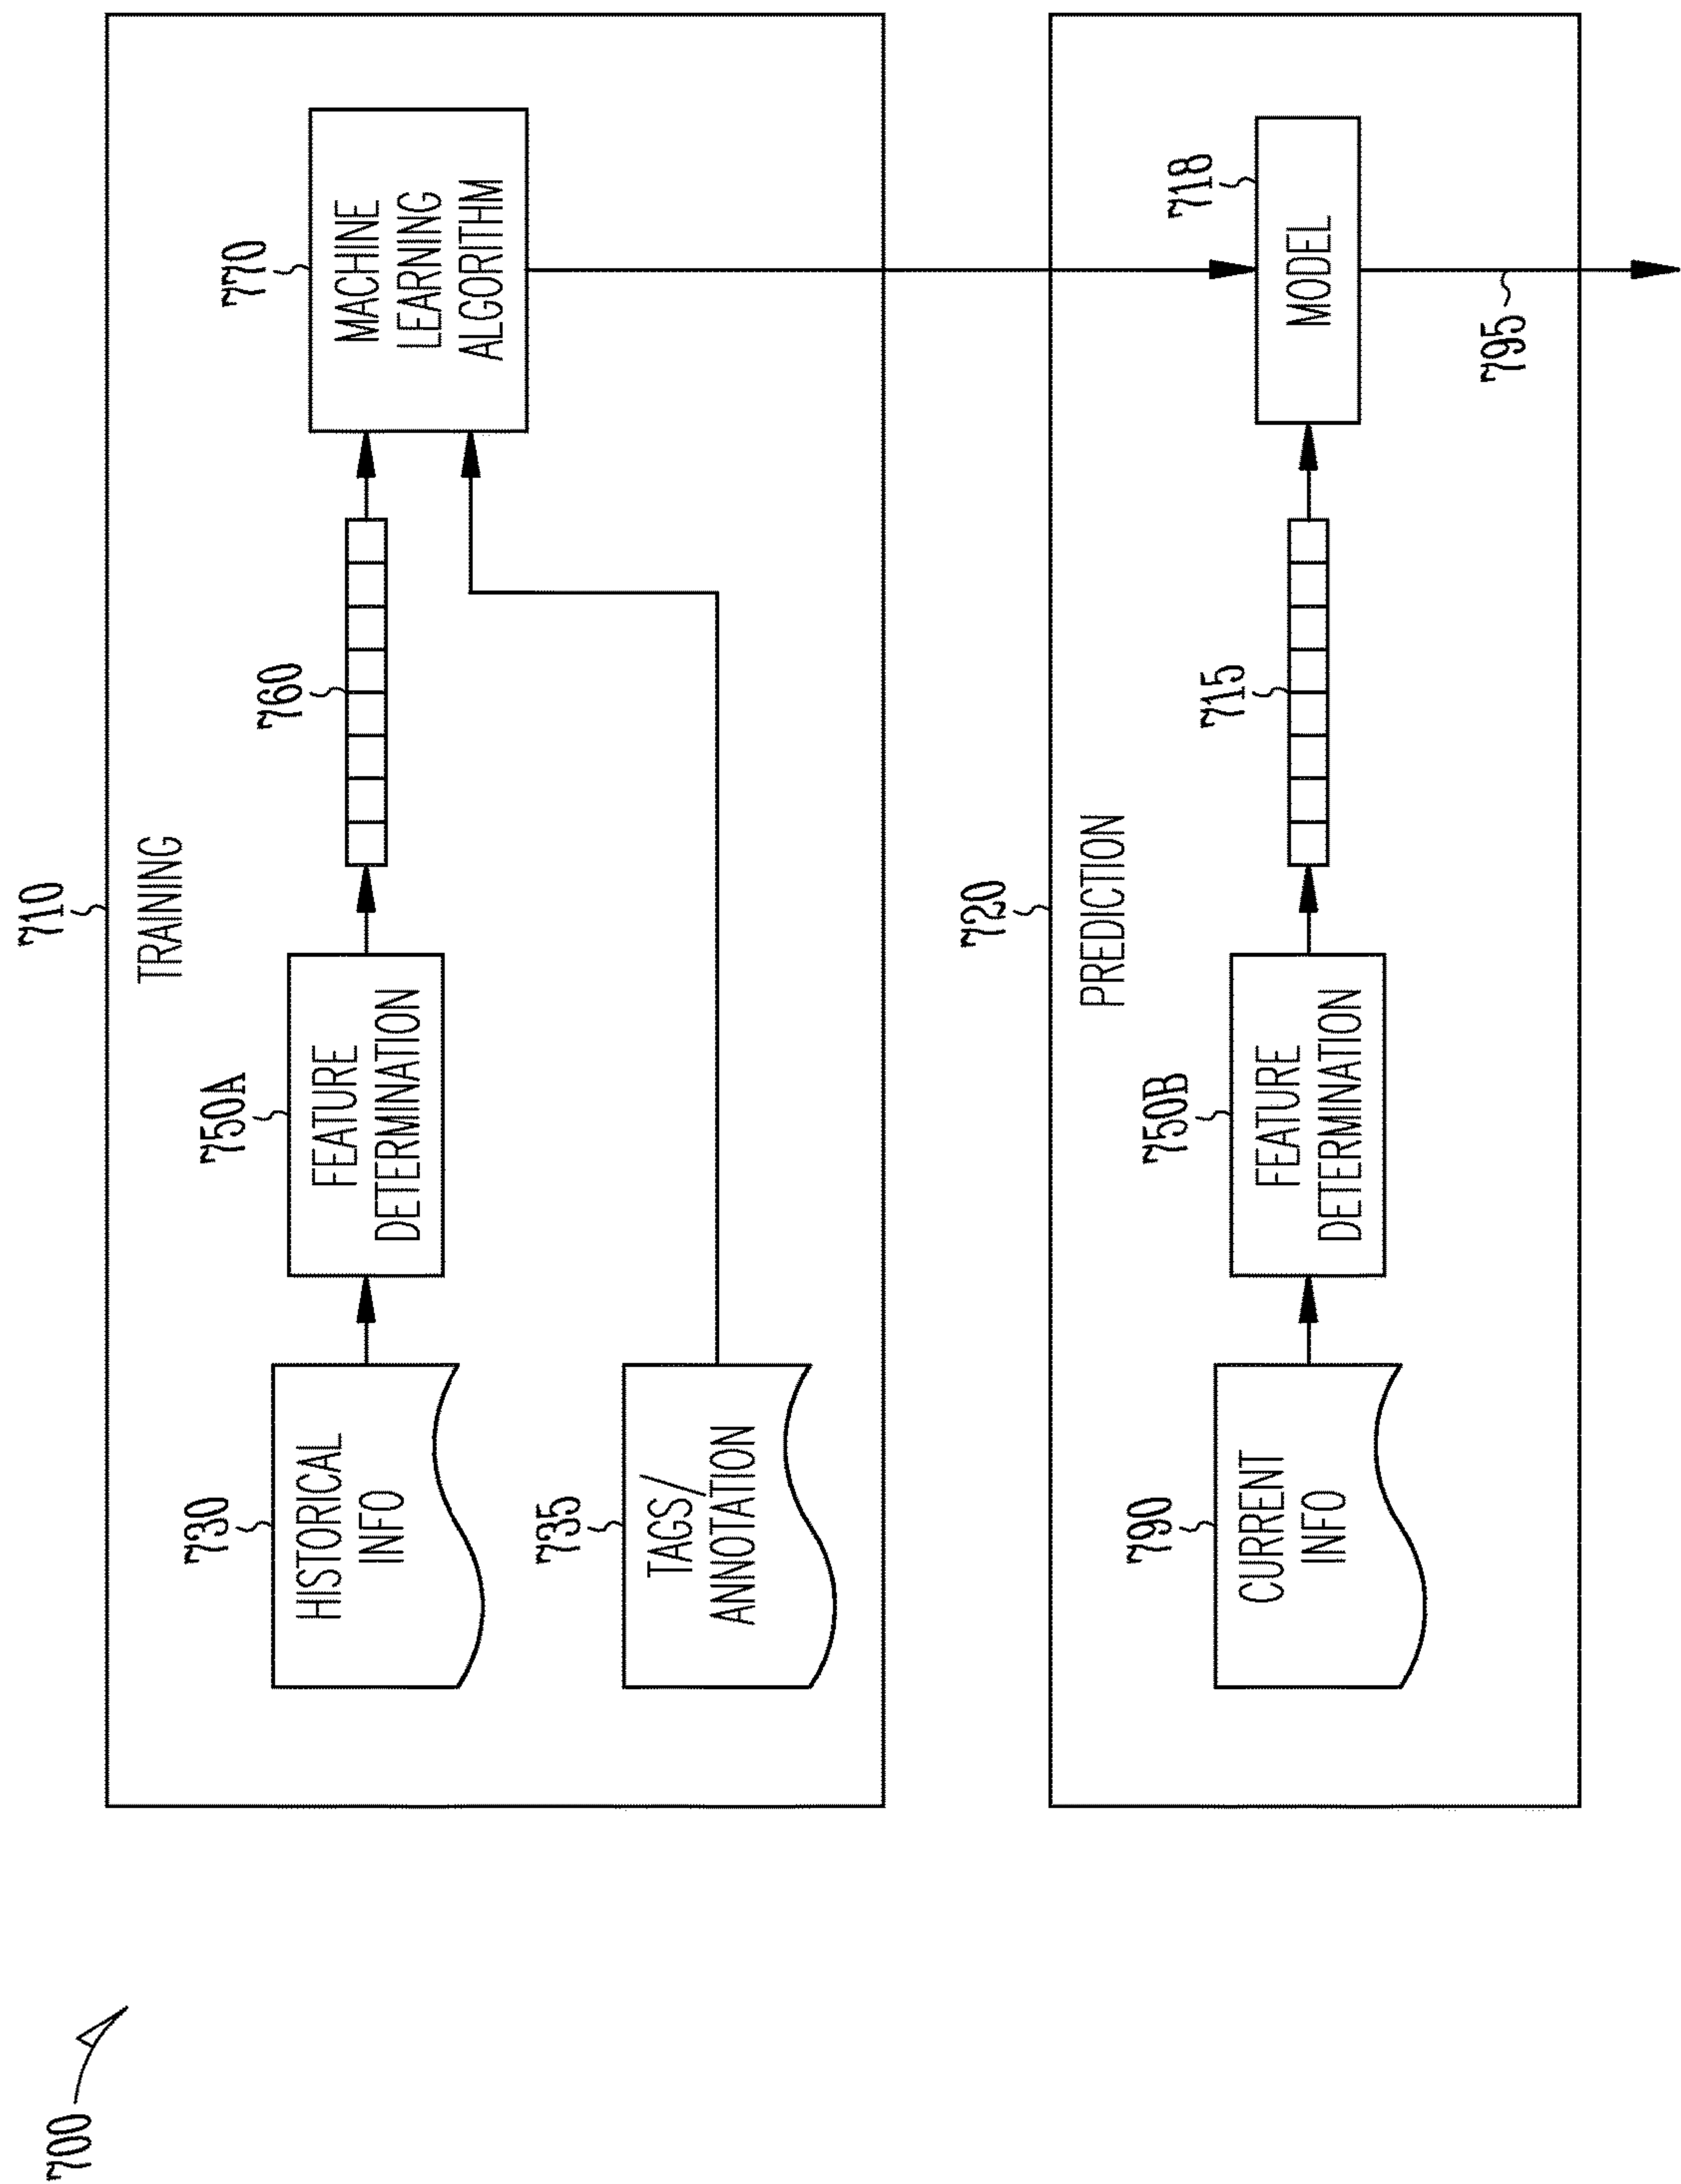 700
710
TRAINING
730
HISTORICAL
INFO
750A
FEATURE
DETERMINATION
760
770
MACHINE
LEARNING
ALGORITHM
735
TAGS/
ANNOTATION
720
PREDICTION
790
CURRENT
INFO
750B
FEATURE
DETERMINATION
715
718
MODEL
795